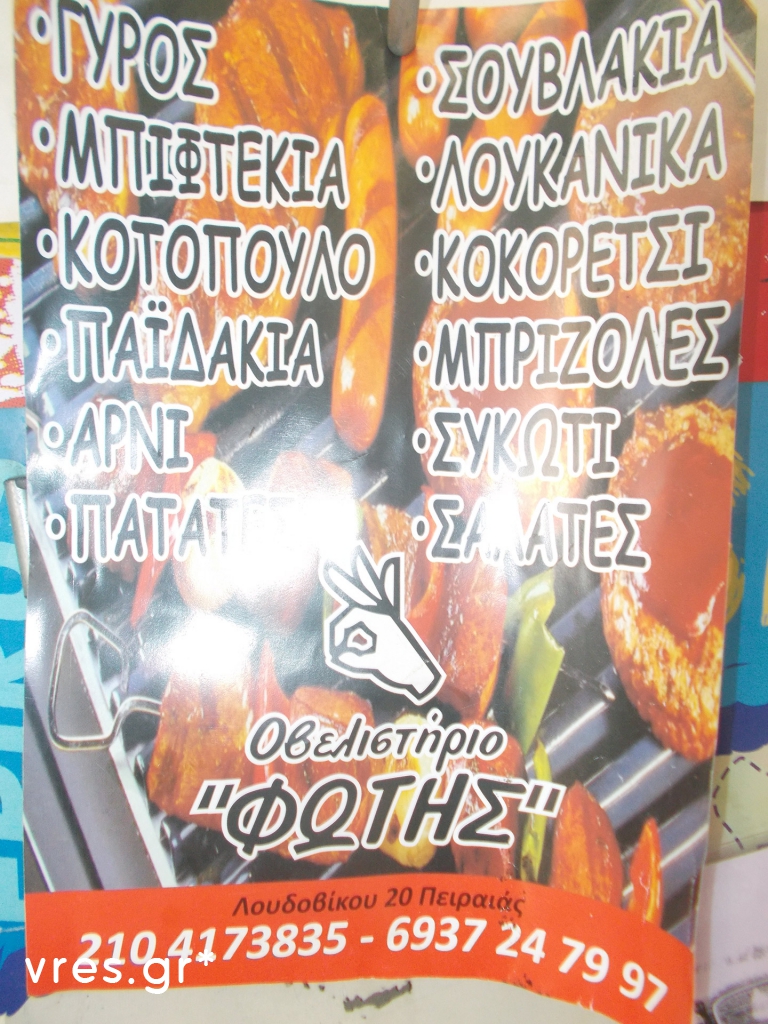 ·ΓΥΡΟΣ
·ΜΠΙΦΤΕΚΙΑ
·ΚΟΤΟΠΟΥΛΟ
·ΠΑΪΔΑΚΙΑ
·ΑΡΝΙ
·ΠΑΤΑΤΕΣ
·ΣΟΥΒΛΑΚΙΑ
·ΛΟΥΚΑΝΙΚΑ
·ΚΟΚΟΡΕΤΣΙ
·ΜΠΡΙΖΟΛΕΣ
·ΣΥΚΩΤΙ
·ΣΑΛΑΤΕΣ
Οβελιστήριο
"ΦΩΤΗΣ"
Λουδοβίκου 20 Πειραιάς
210 4173835 - 6937 24 79 97
vres.gr*